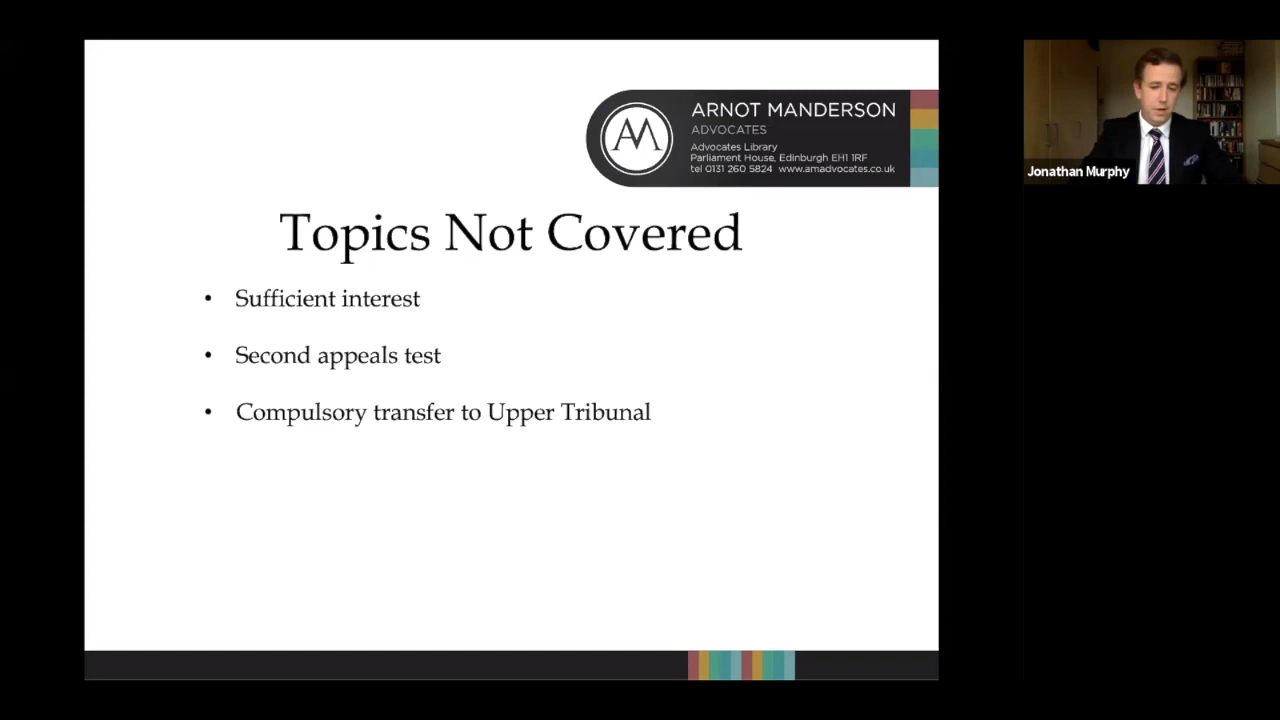 AM
ARNOT MANDERSON
ADVOCATES
Advocates Library
Parliament House, Edinburgh EH1 1RF
tel 0131 260 5824 www.amadvocates.co.uk
Jonathan Murphy
Topics Not Covered
• Sufficient interest
• Second appeals test
• Compulsory transfer to Upper Tribunal